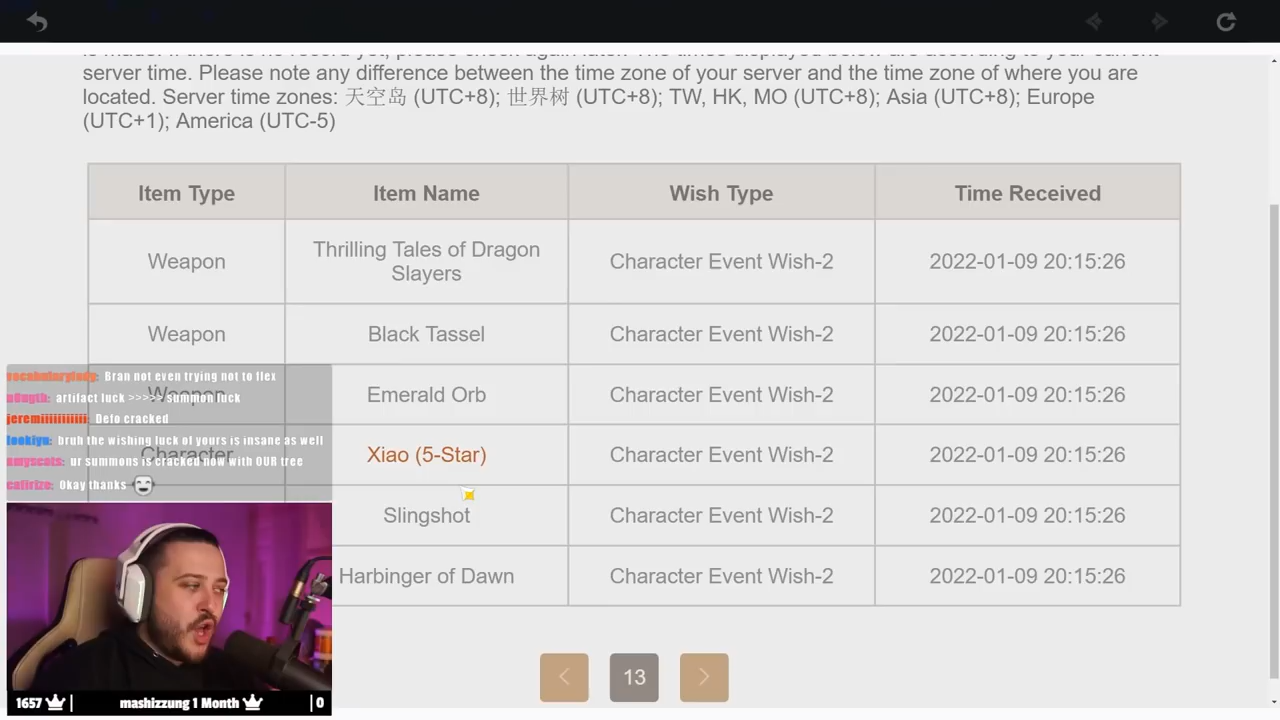 server time. Please note any difference between the time zone of your server and the time zone of where you are
located. Server time zones: 天空岛 (UTC+8); 世界树 (UTC+8); TW, HK, MO (UTC+8); Asia (UTC+8); Europe
(UTC+1); America (UTC-5)
Item Type Item Name Wish Type Time Received
Weapon Thrilling Tales of Dragon Slayers Character Event Wish-2 2022-01-09 20:15:26
Weapon Black Tassel Character Event Wish-2 2022-01-09 20:15:26
Weapon Emerald Orb Character Event Wish-2 2022-01-09 20:15:26
Character Xiao (5-Star) Character Event Wish-2 2022-01-09 20:15:26
Slingshot Character Event Wish-2 2022-01-09 20:15:26
Harbinger of Dawn Character Event Wish-2 2022-01-09 20:15:26
Bran not even trying not to flex
artifact luck >>>>> summon luck
Defo cracked
bruh the wishing luck of yours is insane as well
ur summons is cracked now with OUR tree
Okay thanks
13
1657 | mashizzung 1 Month | 0